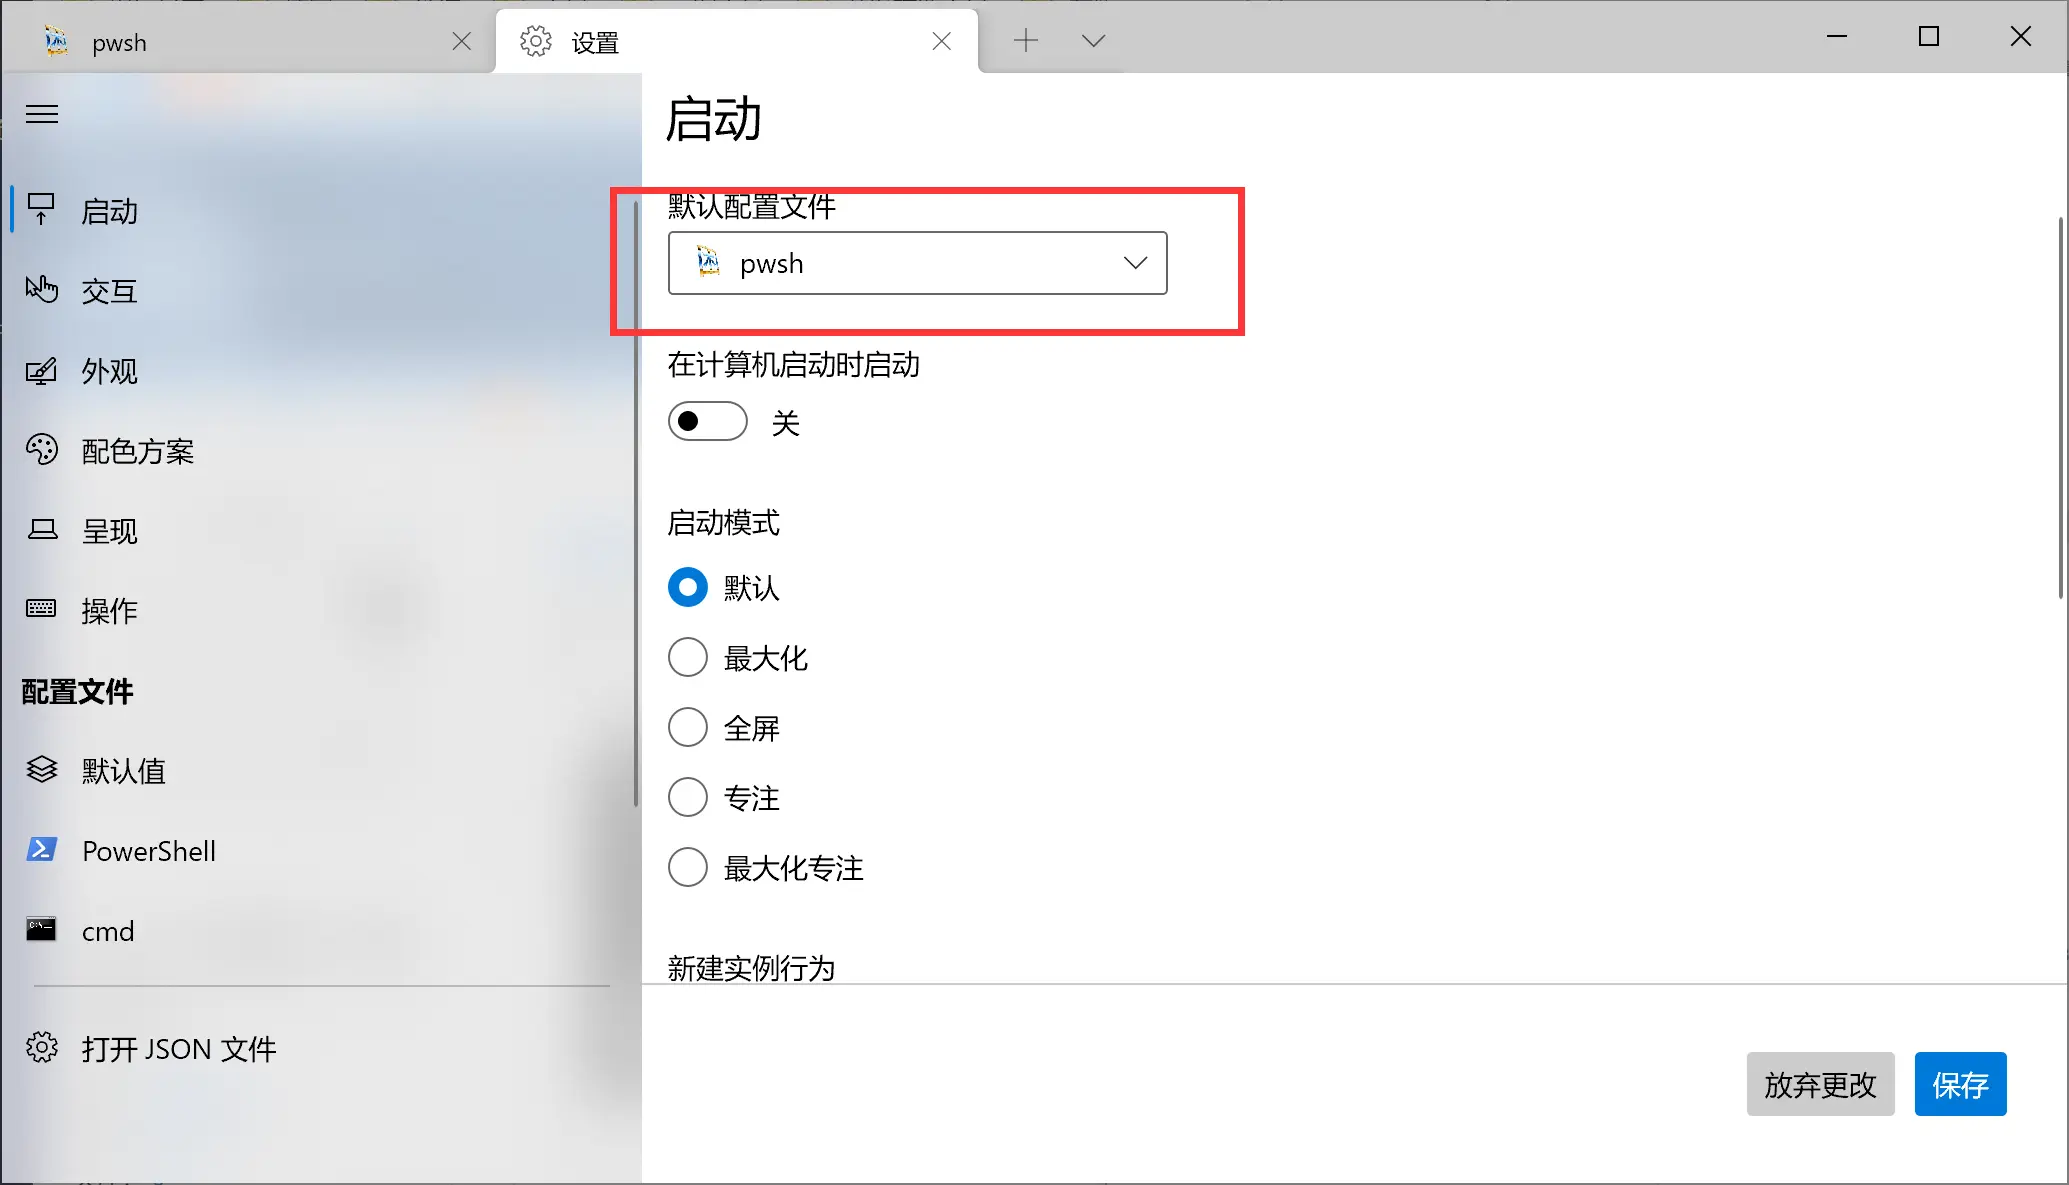 pwsh
设置
启动
交互
外观
配色方案
呈现
操作
配置文件
默认值
PowerShell
cmd
打开 JSON 文件
启动
默认配置文件
pwsh
在计算机启动时启动
关
启动模式
默认
最大化
全屏
专注
最大化专注
新建实例行为
放弃更改
保存